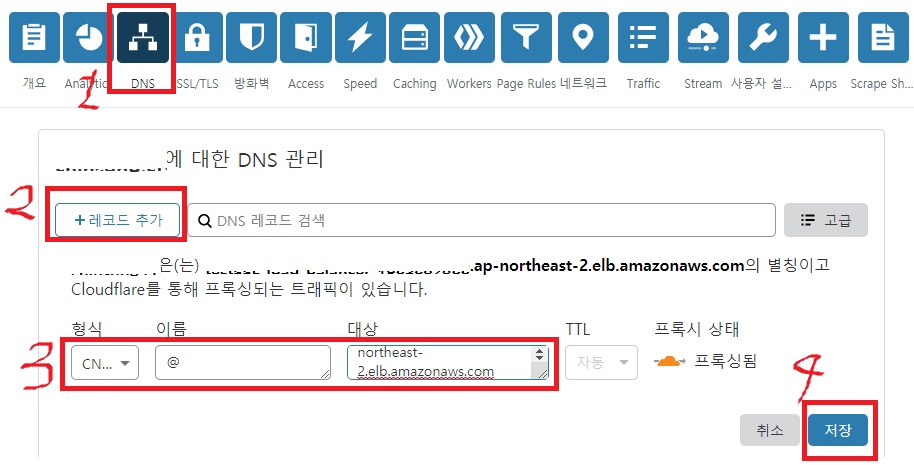 개요 Analytic DNS SSL/TLS 방화벽 Access Speed Caching Workers Page Rules 네트워크 Traffic Stream 사용자 설... Apps Scrape Sh...
1
에 대한 DNS 관리
2
+레코드 추가 DNS 레코드 검색 고급
은(는) .ap-northeast-2.elb.amazonaws.com의 별칭이고
Cloudflare를 통해 프록싱되는 트래픽이 있습니다.
형식 이름 대상 TTL 프록시 상태
3
CN... @ northeast-
2.elb.amazonaws.com 자동 프록싱됨
4
취소 저장